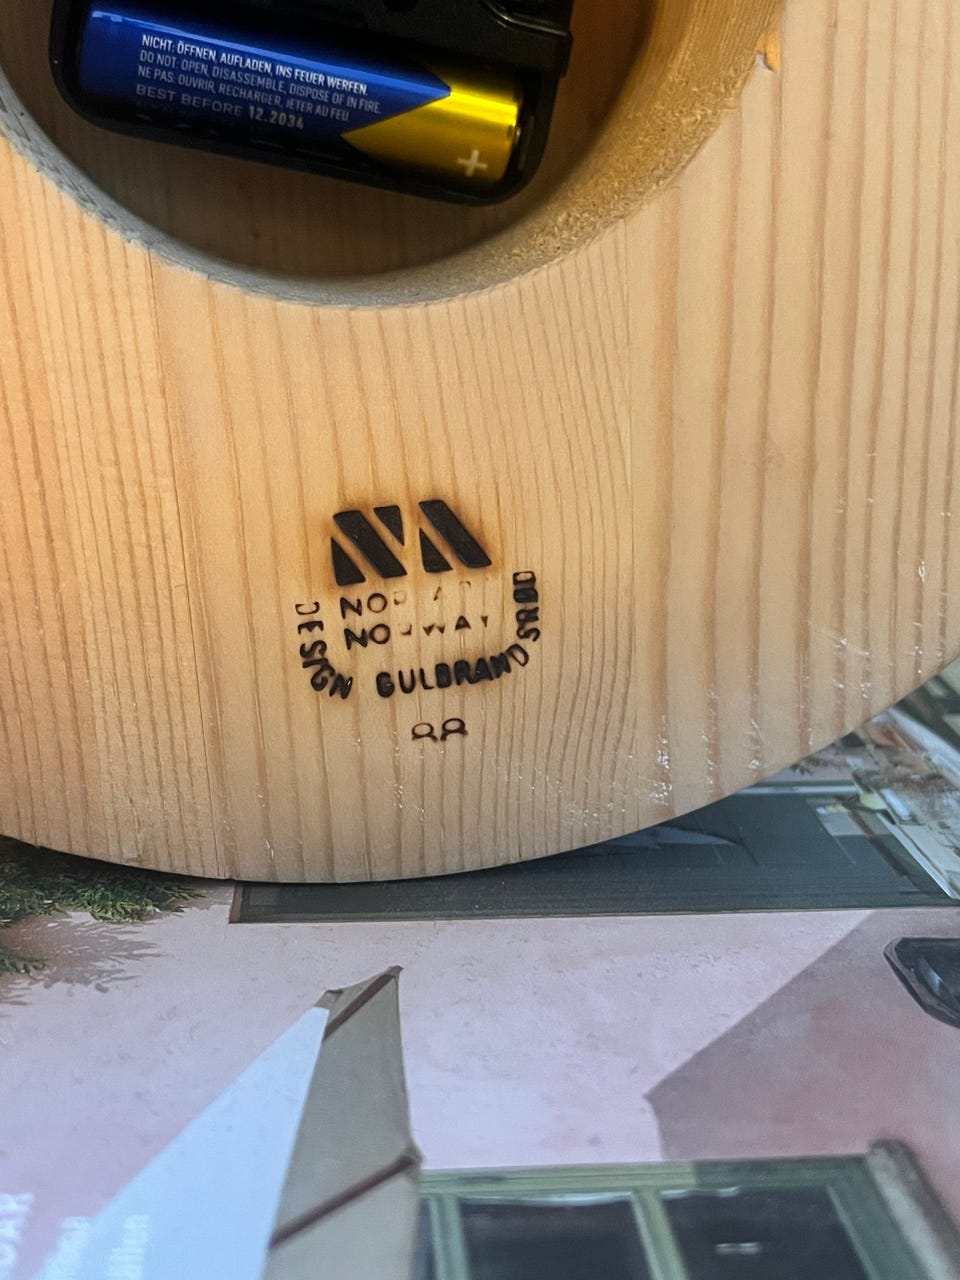 NICHT: ÖFFNEN, AUFLADEN, INS FEUER WERFEN.
DO NOT: OPEN, DISASSEMBLE, DISPOSE OF IN FIRE.
NE PAS: OUVRIR, RECHARGER, JETER AU FEU
BEST BEFORE 12.2034
+
NORWAY
DESIGN GULBRANDSRØD